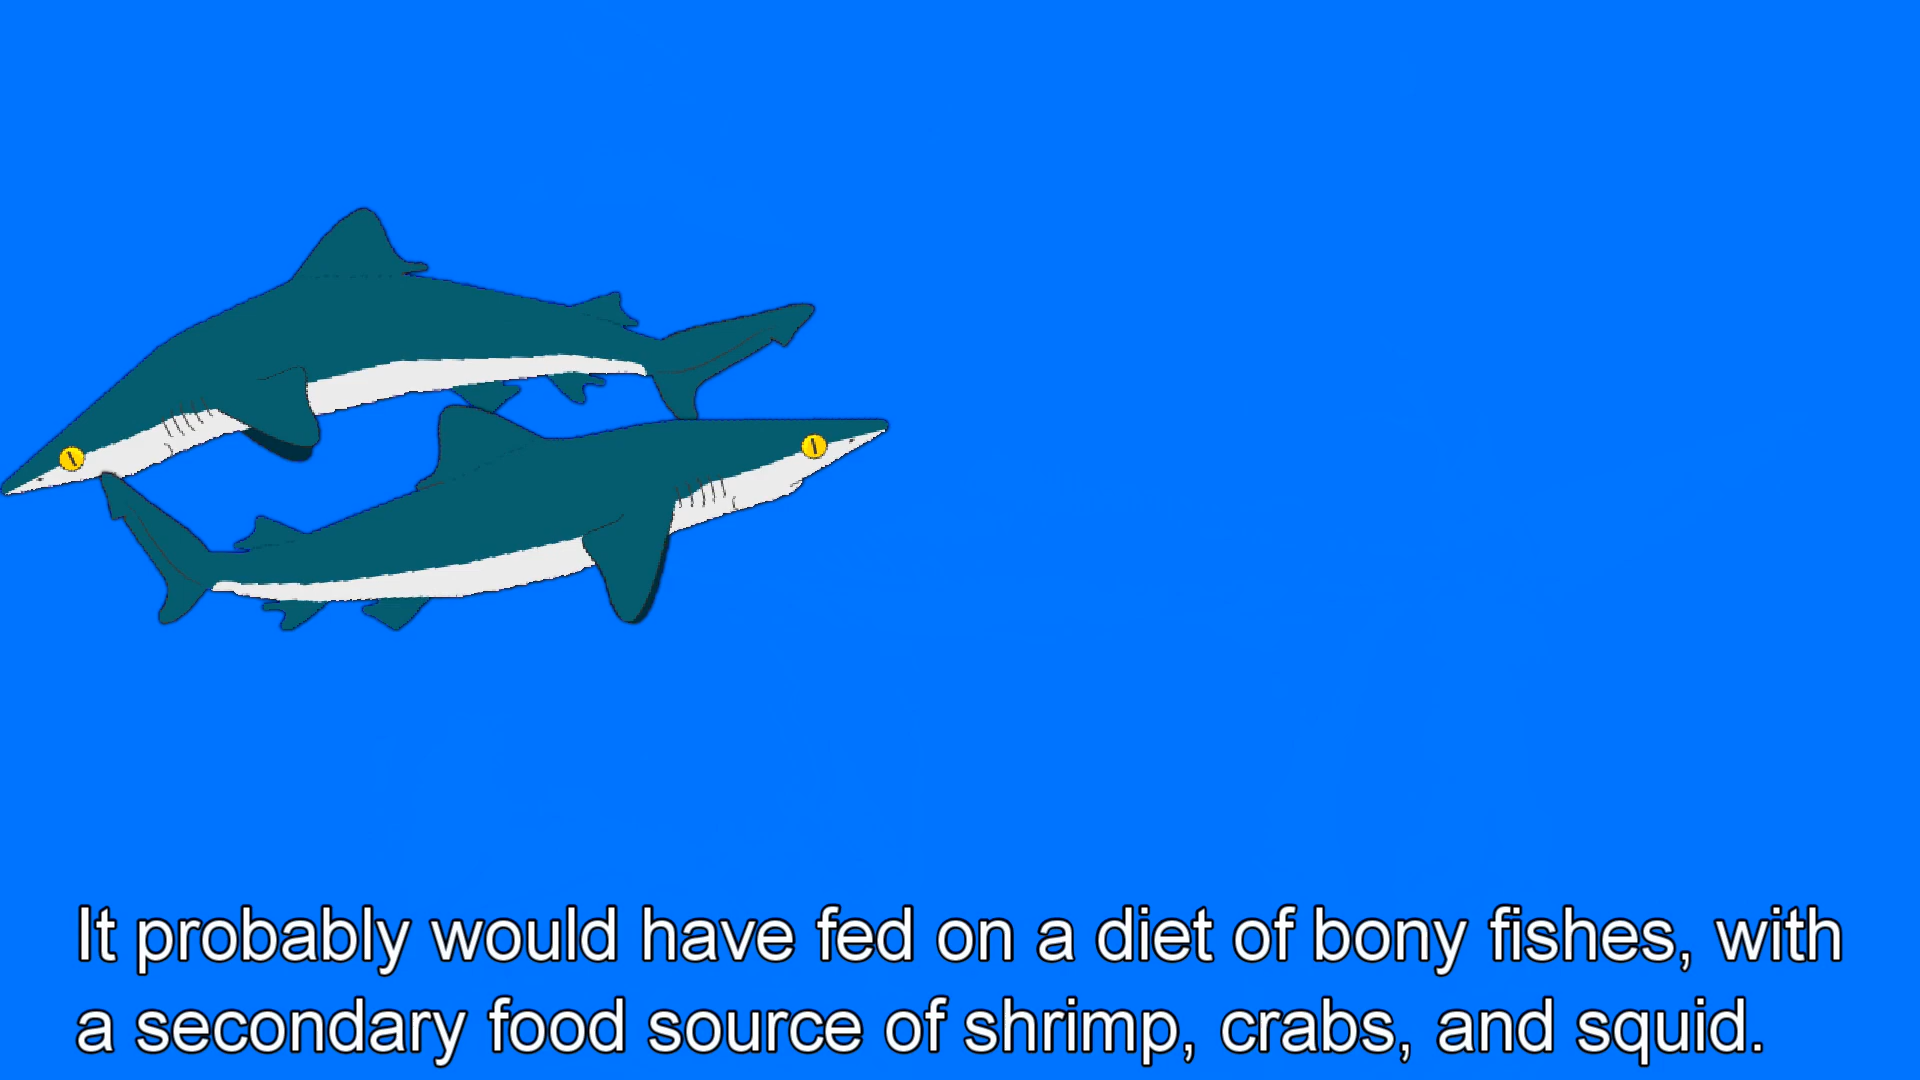 It probably would have fed on a diet of bony fishes, with
a secondary food source of shrimp, crabs, and squid.